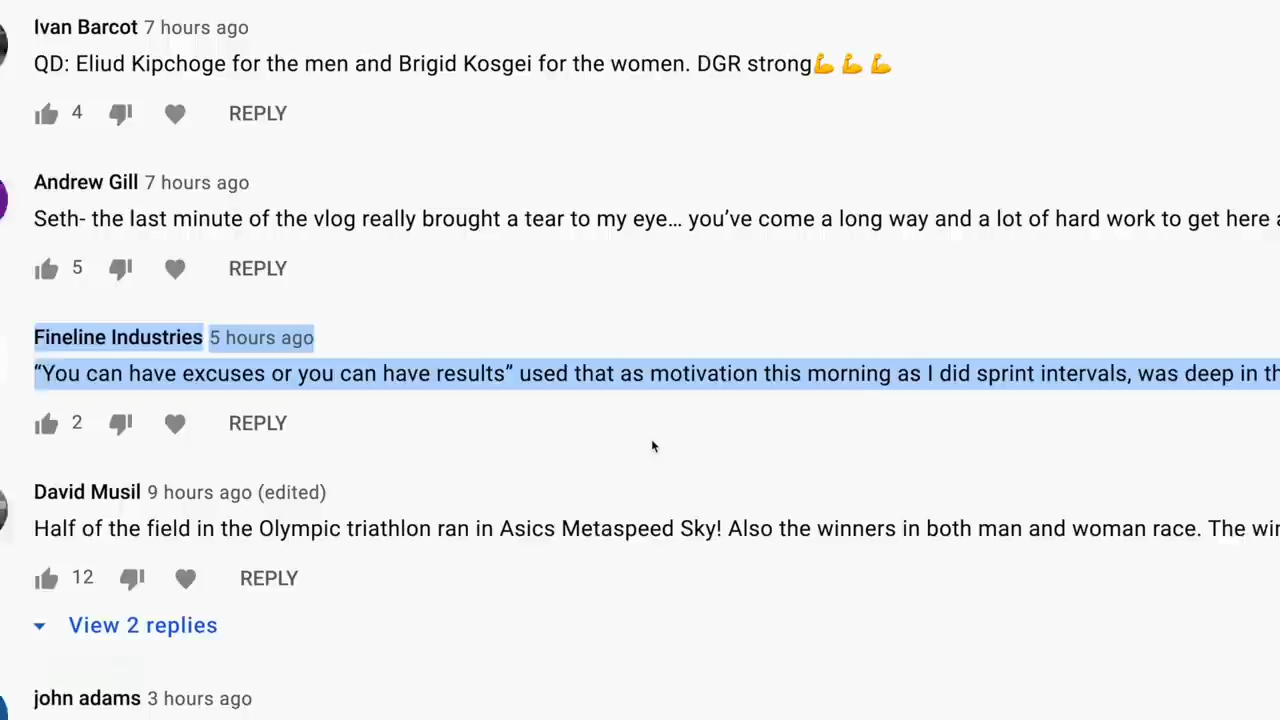 Ivan Barcot 7 hours ago
QD: Eliud Kipchoge for the men and Brigid Kosgei for the women. DGR strong💪💪💪
4 REPLY
Andrew Gill 7 hours ago
Seth- the last minute of the vlog really brought a tear to my eye… you’ve come a long way and a lot of hard work to get here
5 REPLY
Fineline Industries 5 hours ago
“You can have excuses or you can have results” used that as motivation this morning as I did sprint intervals, was deep in
2 REPLY
David Musil 9 hours ago (edited)
Half of the field in the Olympic triathlon ran in Asics Metaspeed Sky! Also the winners in both man and woman race. The
12 REPLY
View 2 replies
john adams 3 hours ago